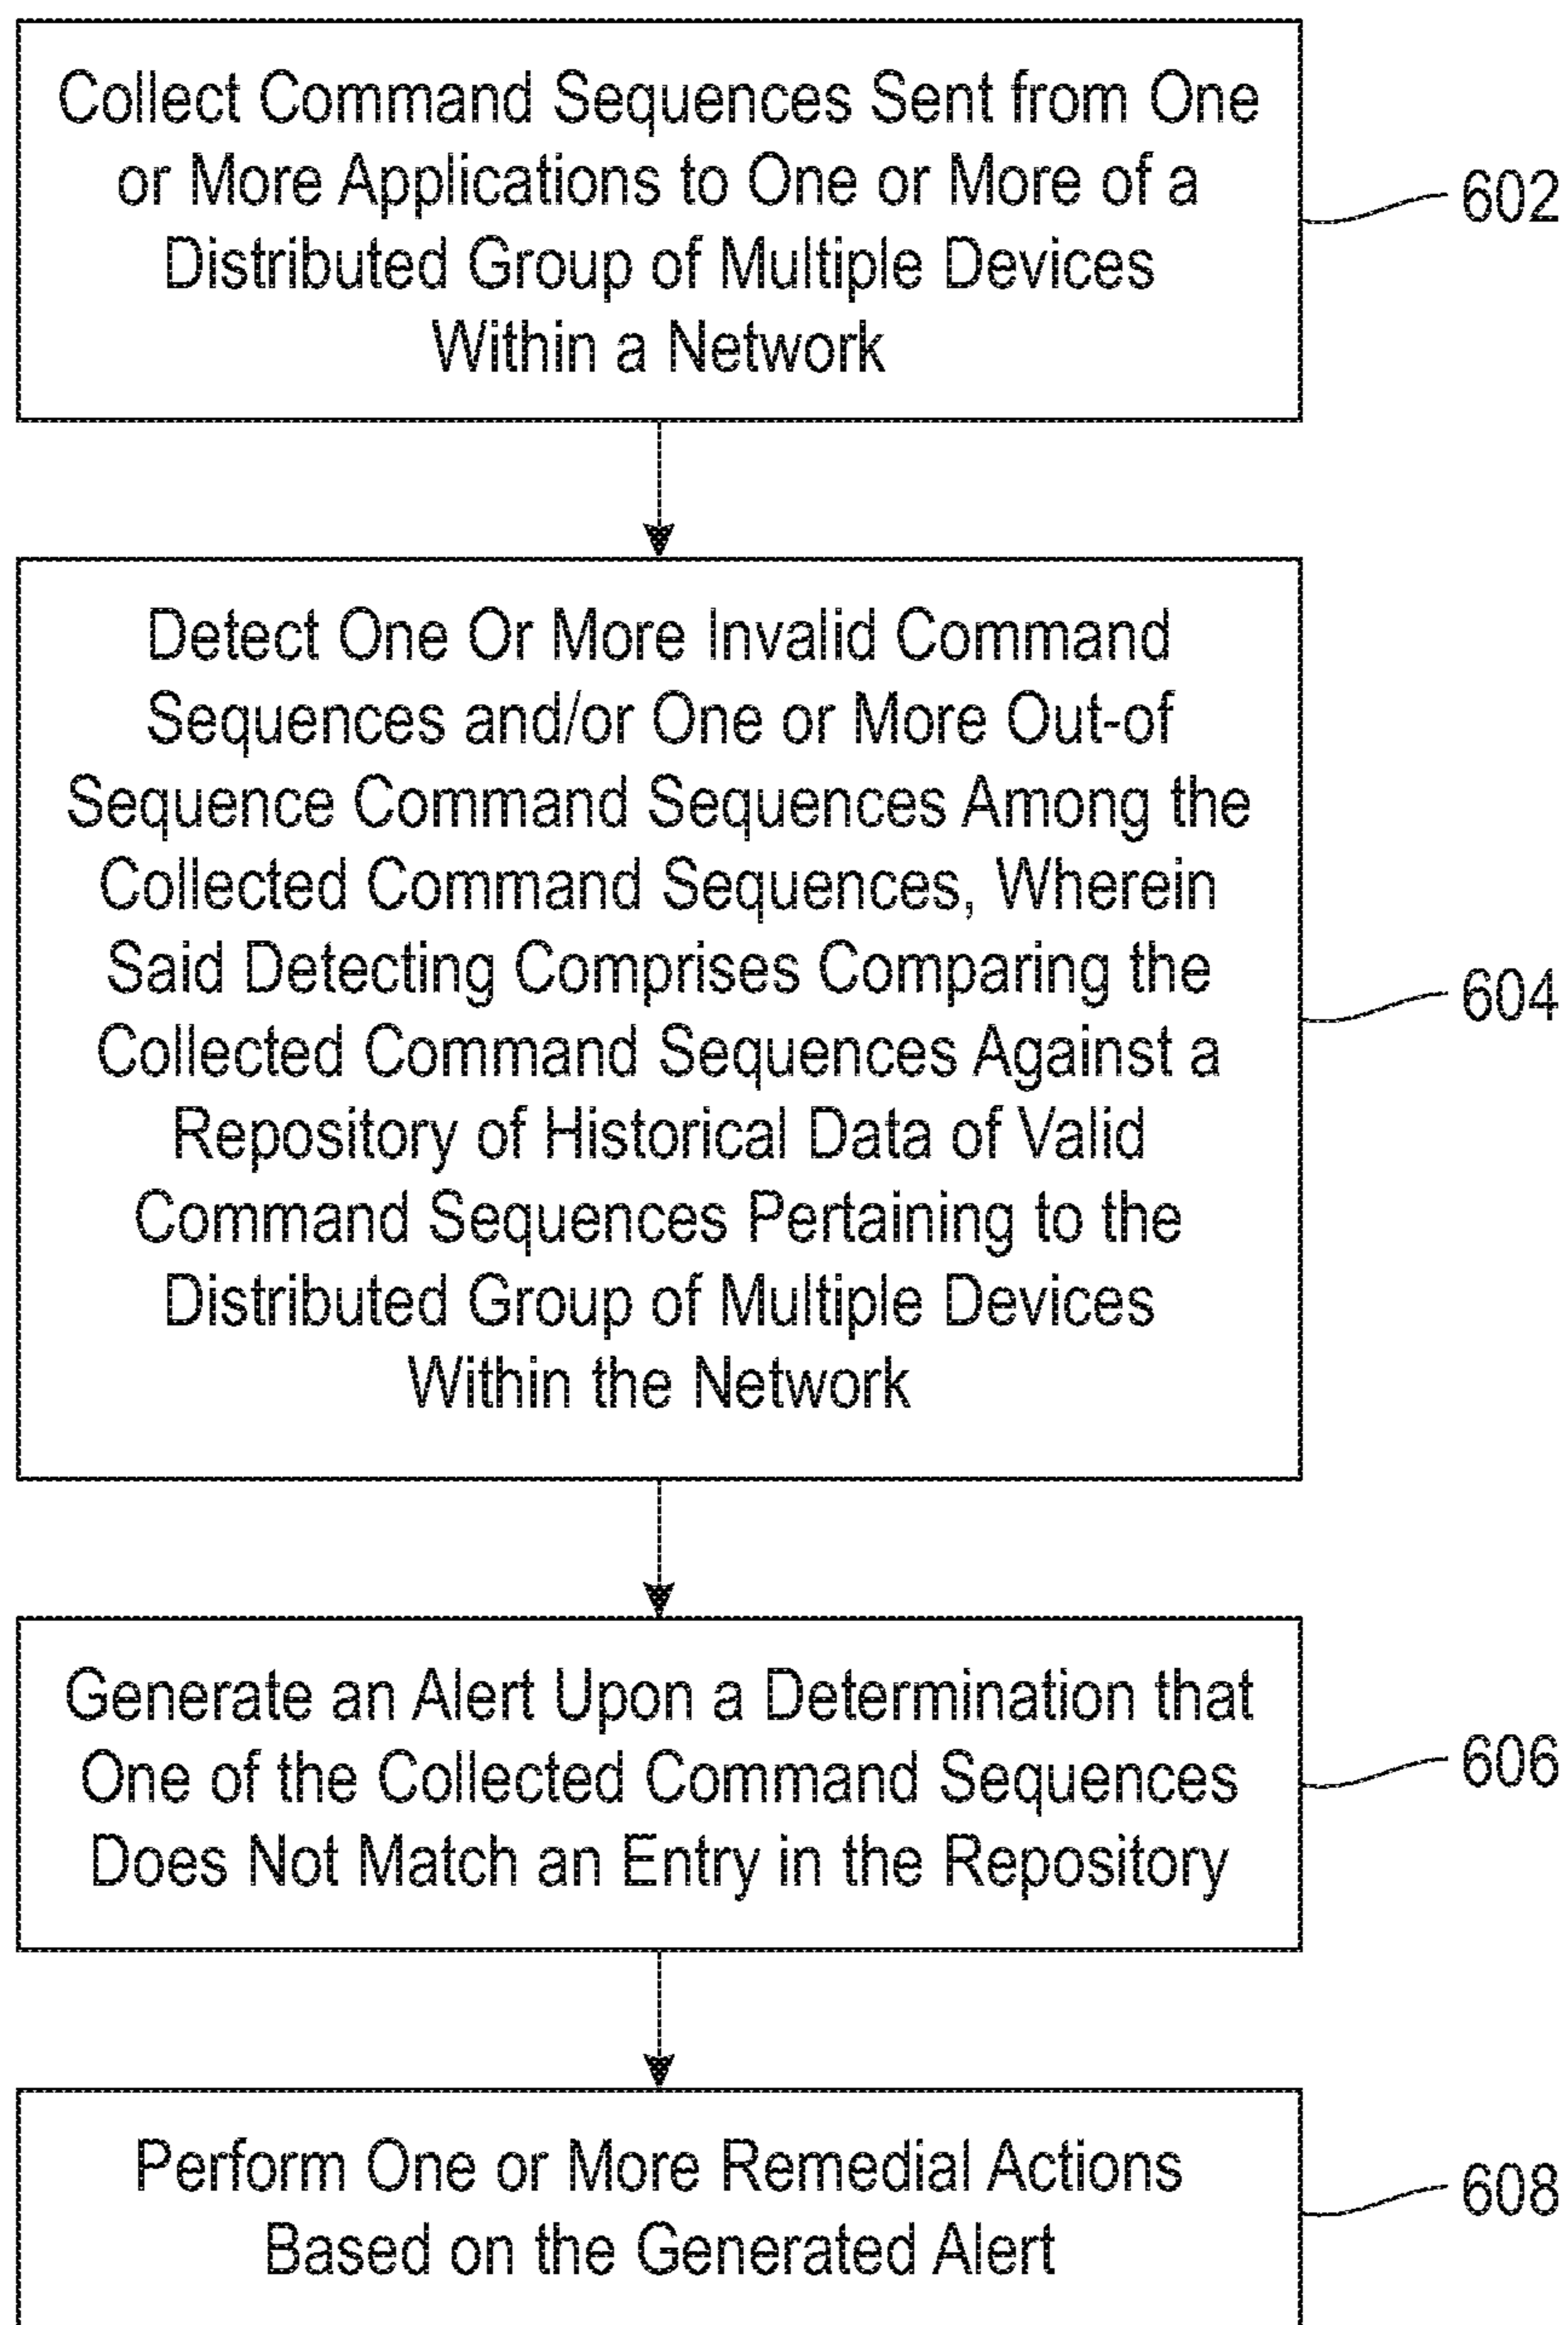 Collect Command Sequences Sent from One
or More Applications to One or More of a
Distributed Group of Multiple Devices
Within a Network
602
Detect One Or More Invalid Command
Sequences and/or One or More Out-of
Sequence Command Sequences Among the
Collected Command Sequences, Wherein
Said Detecting Comprises Comparing the
Collected Command Sequences Against a
Repository of Historical Data of Valid
Command Sequences Pertaining to the
Distributed Group of Multiple Devices
Within the Network
604
Generate an Alert Upon a Determination that
One of the Collected Command Sequences
Does Not Match an Entry in the Repository
606
Perform One or More Remedial Actions
Based on the Generated Alert
608